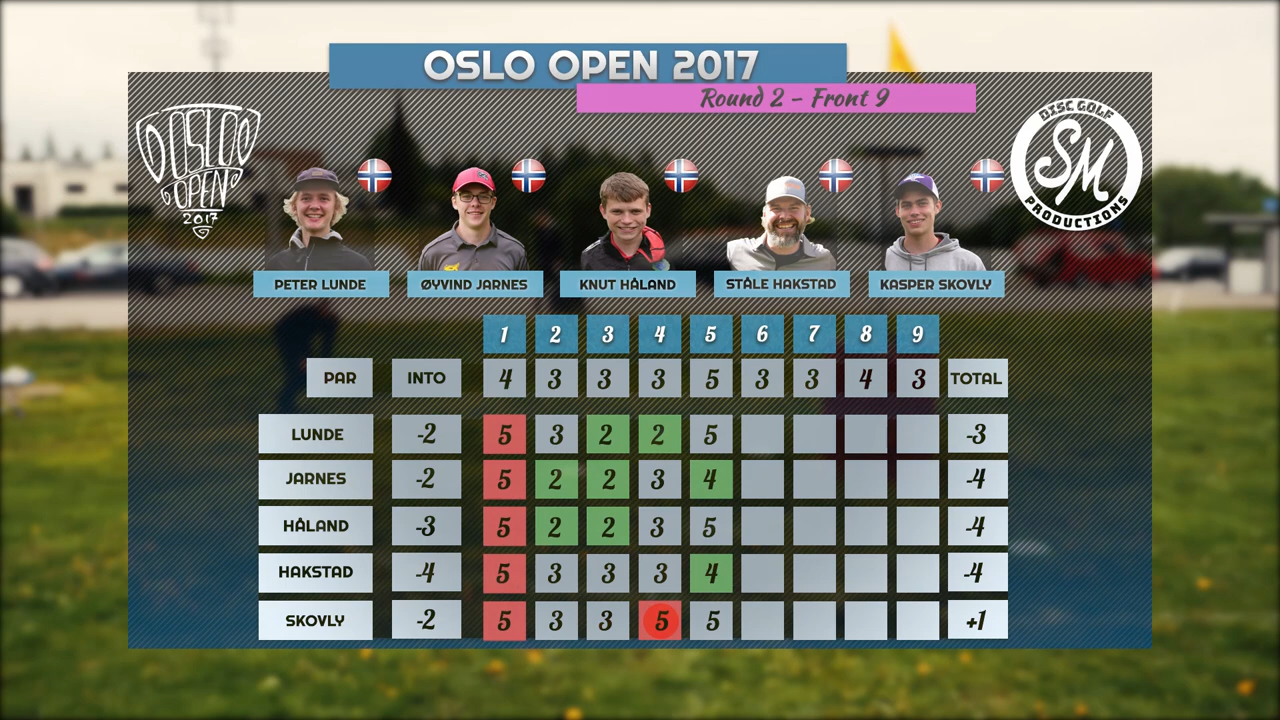 OSLO OPEN 2017
Round 2 - Front 9
OSLO
OPEN
2017
DISC GOLF
SM
PRODUCTIONS
PETER LUNDE ØYVIND JARNES KNUT HÅLAND STÅLE HAKSTAD KASPER SKOVLY
1 2 3 4 5 6 7 8 9
PAR INTO 4 3 3 3 5 3 3 4 3 TOTAL
LUNDE -2 5 3 2 2 5 -3
JARNES -2 5 2 2 3 4 -4
HÅLAND -3 5 2 2 3 5 -4
HAKSTAD -4 5 3 3 3 4 -4
SKOVLY -2 5 3 3 5 5 +1